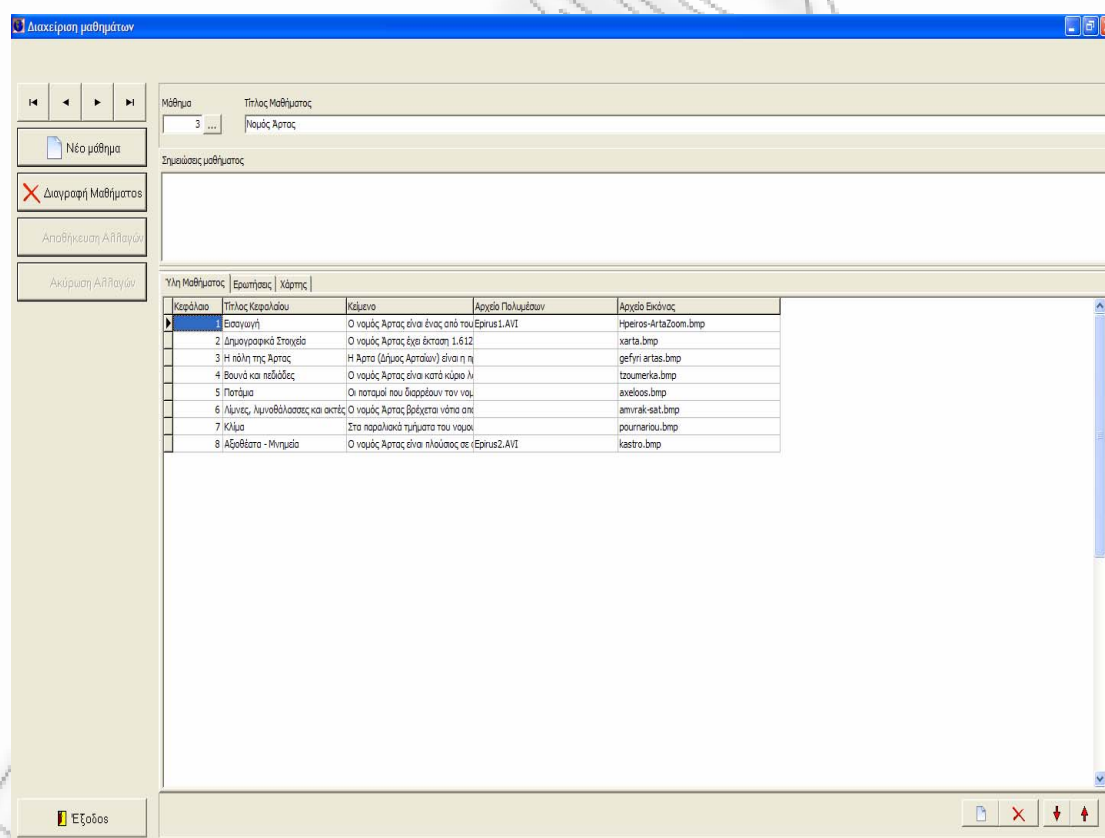 Διαχείριση μαθημάτων
Μάθημα Τίτλος Μαθήματος
3 ... Νομός Άρτας
Νέο μάθημα
Σημειώσεις μαθήματος
Διαγραφή Μαθήματος
Αποθήκευση Αλλαγών
Ακύρωση Αλλαγών
Ύλη Μαθήματος Ερωτήσεις Χάρτης
Κεφάλαιο Τίτλος Κεφαλαίου Κείμενο Αρχείο Πολυμέσων Αρχείο Εικόνας
1 Εισαγωγή Ο νομός Άρτας είναι ένας από του Epirus1.AVI Hpeiros-ArtaZoom.bmp
2 Δημογραφικά Στοιχεία Ο νομός Άρτας έχει έκταση 1.612 xarta.bmp
3 Η πόλη της Άρτας Η Άρτα (Δήμος Αρταίων) είναι η gefyri artas.bmp
4 Βουνά και πεδιάδες Ο νομός Άρτας είναι κατά κύριο tzoumerka.bmp
5 Ποτάμια Οι ποταμοί που διαρρέουν τον νομ axeloos.bmp
6 Λίμνες, λιμνοθάλασσες και ακτές Ο νομός Άρτας βρέχεται νότια από amvrak-sat.bmp
7 Κλίμα Στα παραλιακά τμήματα του νομού pournariou.bmp
8 Αξιοθέατα - Μνημεία Ο νομός Άρτας είναι πλούσιος σε Epirus2.AVI kastro.bmp
Έξοδος